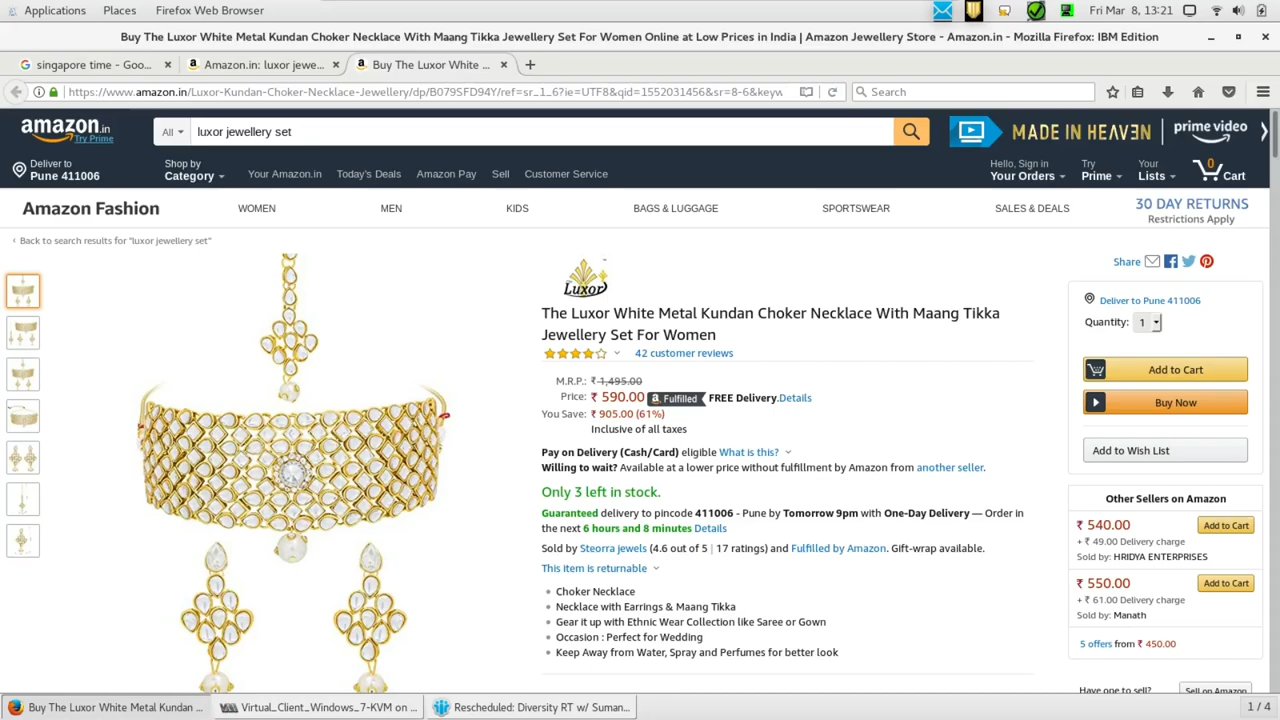 Applications Places Firefox Web Browser Fri Mar 8, 13:21
Buy The Luxor White Metal Kundan Choker Necklace With Maang Tikka Jewellery Set For Women Online at Low Prices in India | Amazon Jewellery Store - Amazon.in - Mozilla Firefox: IBM Edition
singapore time - Goo... Amazon.in: luxor jewe... Buy The Luxor White ...
https://www.amazon.in/Luxor-Kundan-Choker-Necklace-Jewellery/dp/B079SFD94Y/ref=sr_1_6?ie=UTF8&qid=1552031456&sr=8-6&keyw Search
amazon.in Try Prime All luxor jewellery set MADE IN HEAVEN prime video
Deliver to Pune 411006
Shop by Category Your Amazon.in Today's Deals Amazon Pay Sell Customer Service
Hello, Sign in Your Orders Try Prime Your Lists 0 Cart
Amazon Fashion WOMEN MEN KIDS BAGS & LUGGAGE SPORTSWEAR SALES & DEALS 30 DAY RETURNS
Restrictions Apply
‹ Back to search results for "luxor jewellery set"
Luxor
The Luxor White Metal Kundan Choker Necklace With Maang Tikka
Jewellery Set For Women
42 customer reviews
M.R.P.: ₹ 1,495.00
Price: ₹ 590.00 a Fulfilled FREE Delivery.Details
You Save: ₹ 905.00 (61%)
Inclusive of all taxes
Pay on Delivery (Cash/Card) eligible What is this?
Willing to wait? Available at a lower price without fulfillment by Amazon from another seller.
Only 3 left in stock.
Guaranteed delivery to pincode 411006 - Pune by Tomorrow 9pm with One-Day Delivery — Order in
the next 6 hours and 8 minutes Details
Sold by Steorra jewels (4.6 out of 5 | 17 ratings) and Fulfilled by Amazon. Gift-wrap available.
This item is returnable
• Choker Necklace
• Necklace with Earrings & Maang Tikka
• Gear it up with Ethnic Wear Collection like Saree or Gown
• Occasion : Perfect for Wedding
• Keep Away from Water, Spray and Perfumes for better look
Share
Deliver to Pune 411006
Quantity: 1
Add to Cart
Buy Now
Add to Wish List
Other Sellers on Amazon
₹ 540.00 Add to Cart
+ ₹ 49.00 Delivery charge
Sold by: HRIDYA ENTERPRISES
₹ 550.00 Add to Cart
+ ₹ 61.00 Delivery charge
Sold by: Manath
5 offers from ₹ 450.00
Have one to sell? Sell on Amazon
Buy The Luxor White Metal Kundan ... Virtual_Client_Windows_7-KVM on ... Rescheduled: Diversity RT w/ Suman... 1 / 4